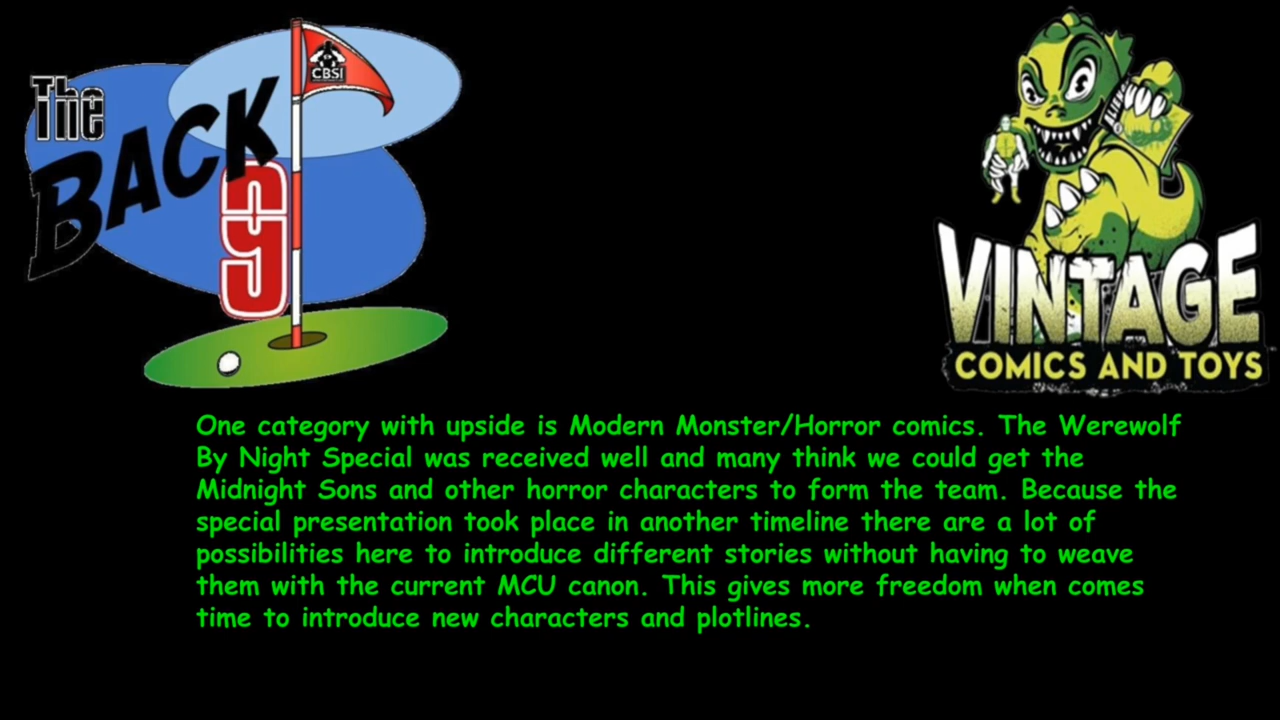 The
BACK
9
CBSI
ALIEN
VINTAGE
COMICS AND TOYS
One category with upside is Modern Monster/Horror comics. The Werewolf
By Night Special was received well and many think we could get the
Midnight Sons and other horror characters to form the team. Because the
special presentation took place in another timeline there are a lot of
possibilities here to introduce different stories without having to weave
them with the current MCU canon. This gives more freedom when comes
time to introduce new characters and plotlines.